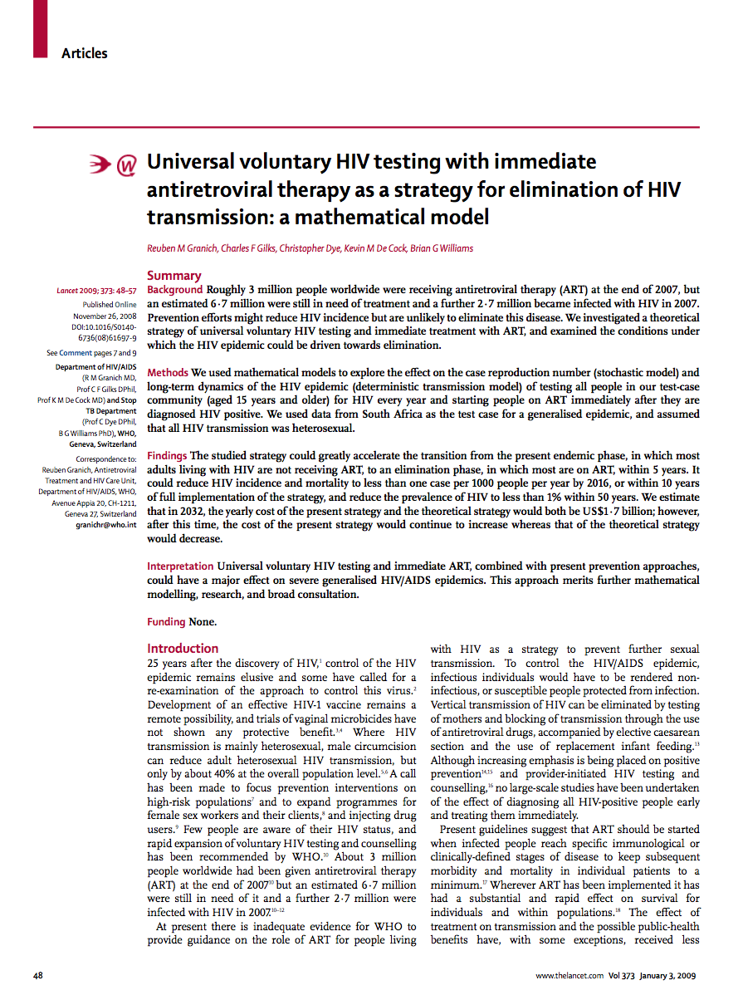 Articles
Universal voluntary HIV testing with immediate
antiretroviral therapy as a strategy for elimination of HIV
transmission: a mathematical model
Reuben M Granich, Charles F Gilks, Christopher Dye, Kevin M De Cock, Brian G Williams
Lancet 2009; 373: 48–57
Published Online
November 26, 2008
DOI:10.1016/S0140-
6736(08)61697-9
See Comment pages 7 and 9
Department of HIV/AIDS
(R M Granich MD,
Prof C F Gilks DPhil,
Prof K M De Cock MD) and Stop
TB Department
(Prof C Dye DPhil,
B G Williams PhD), WHO,
Geneva, Switzerland
Correspondence to:
Reuben Granich, Antiretroviral
Treatment and HIV Care Unit,
Department of HIV/AIDS, WHO,
Avenue Appia 20, CH-1211,
Geneva 27, Switzerland
granichr@who.int
Summary
Background Roughly 3 million people worldwide were receiving antiretroviral therapy (ART) at the end of 2007, but
an estimated 6·7 million were still in need of treatment and a further 2·7 million became infected with HIV in 2007.
Prevention efforts might reduce HIV incidence but are unlikely to eliminate this disease. We investigated a theoretical
strategy of universal voluntary HIV testing and immediate treatment with ART, and examined the conditions under
which the HIV epidemic could be driven towards elimination.
Methods We used mathematical models to explore the effect on the case reproduction number (stochastic model) and
long-term dynamics of the HIV epidemic (deterministic transmission model) of testing all people in our test-case
community (aged 15 years and older) for HIV every year and starting people on ART immediately after they are
diagnosed HIV positive. We used data from South Africa as the test case for a generalised epidemic, and assumed
that all HIV transmission was heterosexual.
Findings The studied strategy could greatly accelerate the transition from the present endemic phase, in which most
adults living with HIV are not receiving ART, to an elimination phase, in which most are on ART, within 5 years. It
could reduce HIV incidence and mortality to less than one case per 1000 people per year by 2016, or within 10 years
of full implementation of the strategy, and reduce the prevalence of HIV to less than 1% within 50 years. We estimate
that in 2032, the yearly cost of the present strategy and the theoretical strategy would both be US$1·7 billion; however,
after this time, the cost of the present strategy would continue to increase whereas that of the theoretical strategy
would decrease.
Interpretation Universal voluntary HIV testing and immediate ART, combined with present prevention approaches,
could have a major effect on severe generalised HIV/AIDS epidemics. This approach merits further mathematical
modelling, research, and broad consultation.
Funding None.
Introduction
25 years after the discovery of HIV,1 control of the HIV
epidemic remains elusive and some have called for a
re-examination of the approach to control this virus.2
Development of an effective HIV-1 vaccine remains a
remote possibility, and trials of vaginal microbicides have
not shown any protective benefit.3,4 Where HIV
transmission is mainly heterosexual, male circumcision
can reduce adult heterosexual HIV transmission, but
only by about 40% at the overall population level.5,6 A call
has been made to focus prevention interventions on
high-risk populations7 and to expand programmes for
female sex workers and their clients,8 and injecting drug
users.9 Few people are aware of their HIV status, and
rapid expansion of voluntary HIV testing and counselling
has been recommended by WHO.10 About 3 million
people worldwide had been given antiretroviral therapy
(ART) at the end of 200710 but an estimated 6·7 million
were still in need of it and a further 2·7 million were
infected with HIV in 2007.10–12
At present there is inadequate evidence for WHO to
provide guidance on the role of ART for people living
with HIV as a strategy to prevent further sexual
transmission. To control the HIV/AIDS epidemic,
infectious individuals would have to be rendered non-
infectious, or susceptible people protected from infection.
Vertical transmission of HIV can be eliminated by testing
of mothers and blocking of transmission through the use
of antiretroviral drugs, accompanied by elective caesarean
section and the use of replacement infant feeding.13
Although increasing emphasis is being placed on positive
prevention14,15 and provider-initiated HIV testing and
counselling,16 no large-scale studies have been undertaken
of the effect of diagnosing all HIV-positive people early
and treating them immediately.
Present guidelines suggest that ART should be started
when infected people reach specific immunological or
clinically-defined stages of disease to keep subsequent
morbidity and mortality in individual patients to a
minimum.17 Wherever ART has been implemented it has
had a substantial and rapid effect on survival for
individuals and within populations.18 The effect of
treatment on transmission and the possible public-health
benefits have, with some exceptions, received less
48
www.thelancet.com Vol 373 January 3, 2009